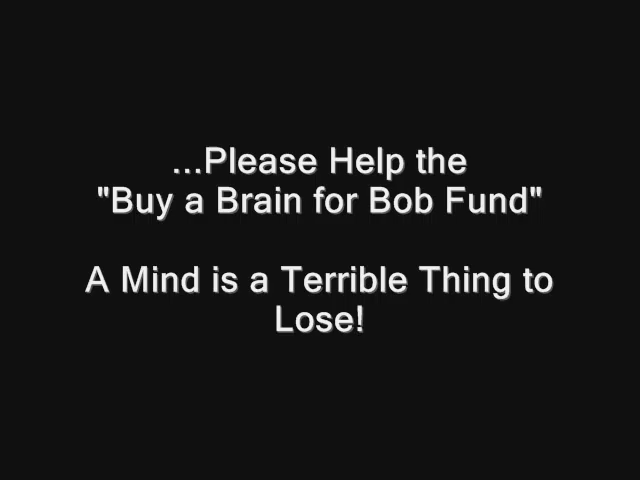 ...Please Help the
"Buy a Brain for Bob Fund"
A Mind is a Terrible Thing to
Lose!